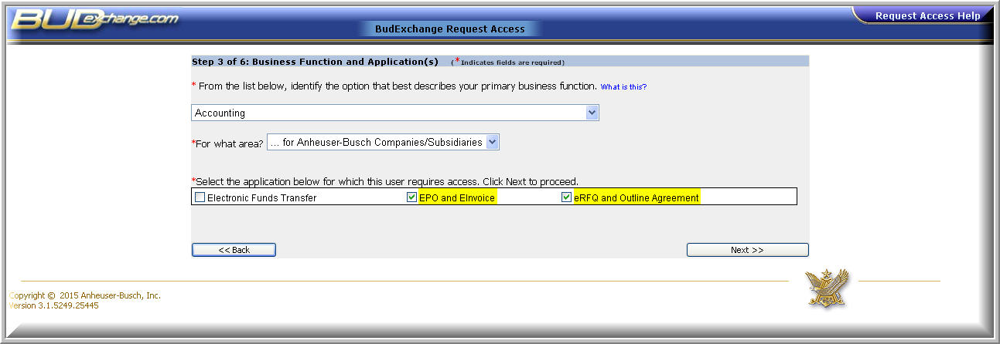 BUDexchange.com
Request Access Help
BudExchange Request Access
Step 3 of 6: Business Function and Application(s) (*Indicates fields are required)
* From the list below, identify the option that best describes your primary business function. What is this?
Accounting
*For what area? ... for Anheuser-Busch Companies/Subsidiaries
*Select the application below for which this user requires access. Click Next to proceed.
Electronic Funds Transfer EPO and EInvoice eRFQ and Outline Agreement
<< Back Next >>
Copyright © 2015 Anheuser-Busch, Inc.
Version 3.1.5249.25445